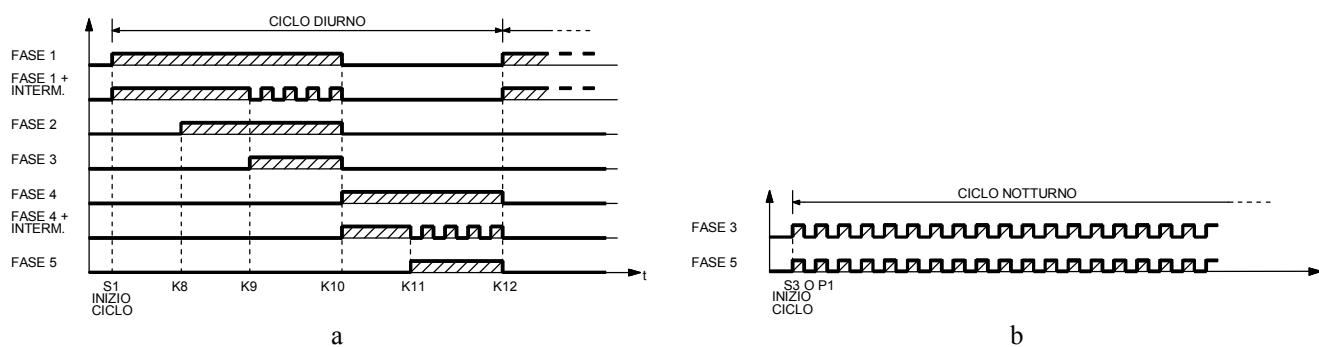 CICLO DIURNO
FASE 1
FASE 1 +
INTERM.
FASE 2
FASE 3
FASE 4
FASE 4 +
INTERM.
FASE 5
t
S1 K8 K9 K10 K11 K12
INIZIO
CICLO
a
CICLO NOTTURNO
FASE 3
FASE 5
S3 O P1
INIZIO
CICLO
b